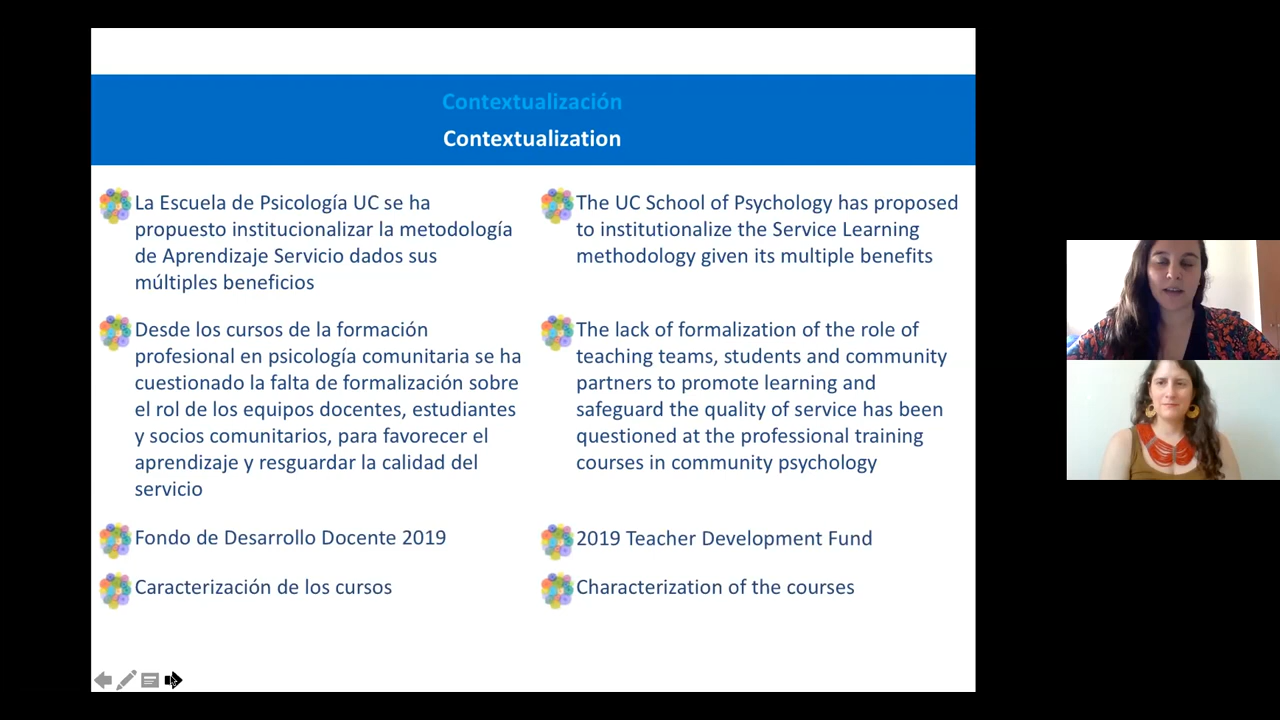 Contextualización
Contextualization
La Escuela de Psicología UC se ha
propuesto institucionalizar la metodología
de Aprendizaje Servicio dados sus
múltiples beneficios
Desde los cursos de la formación
profesional en psicología comunitaria se ha
cuestionado la falta de formalización sobre
el rol de los equipos docentes, estudiantes
y socios comunitarios, para favorecer el
aprendizaje y resguardar la calidad del
servicio
Fondo de Desarrollo Docente 2019
Caracterización de los cursos
The UC School of Psychology has proposed
to institutionalize the Service Learning
methodology given its multiple benefits
The lack of formalization of the role of
teaching teams, students and community
partners to promote learning and
safeguard the quality of service has been
questioned at the professional training
courses in community psychology
2019 Teacher Development Fund
Characterization of the courses